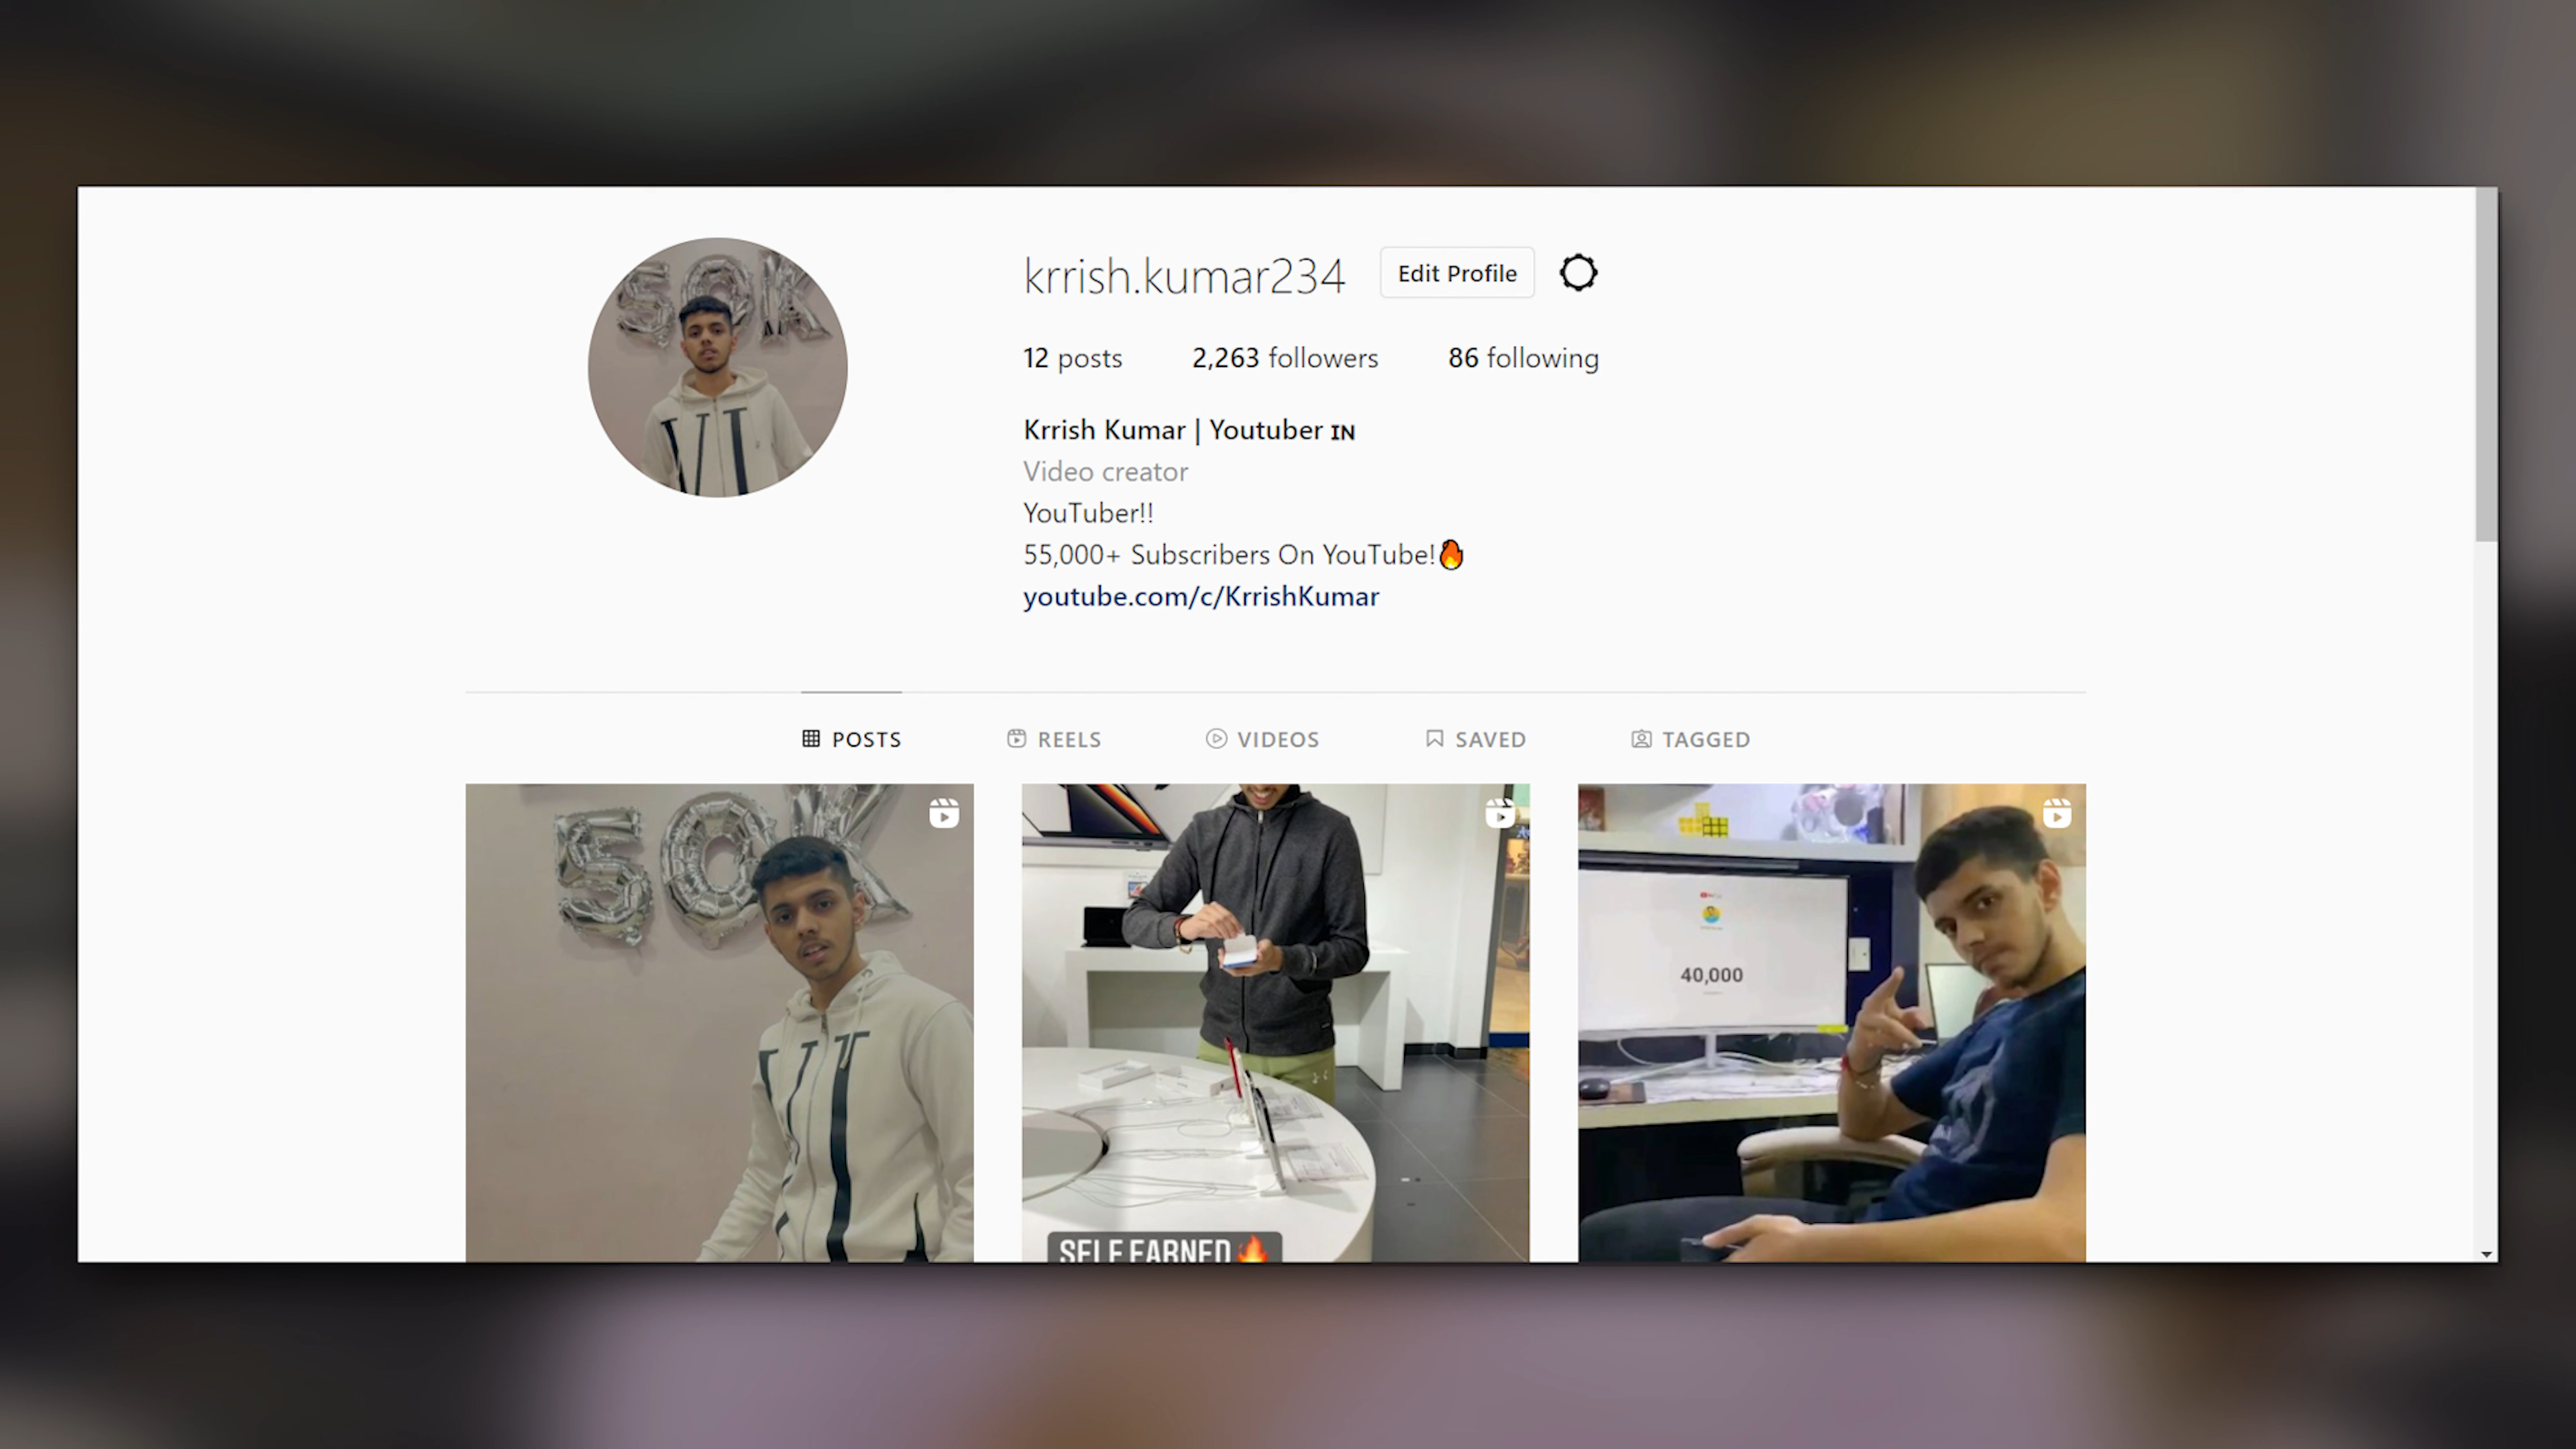 krrish.kumar234 Edit Profile
12 posts 2,263 followers 86 following
Krrish Kumar | Youtuber IN
Video creator
YouTuber!!
55,000+ Subscribers On YouTube!🔥
youtube.com/c/KrrishKumar
POSTS REELS VIDEOS SAVED TAGGED
50K
50K
40,000
SELF EARNED🔥